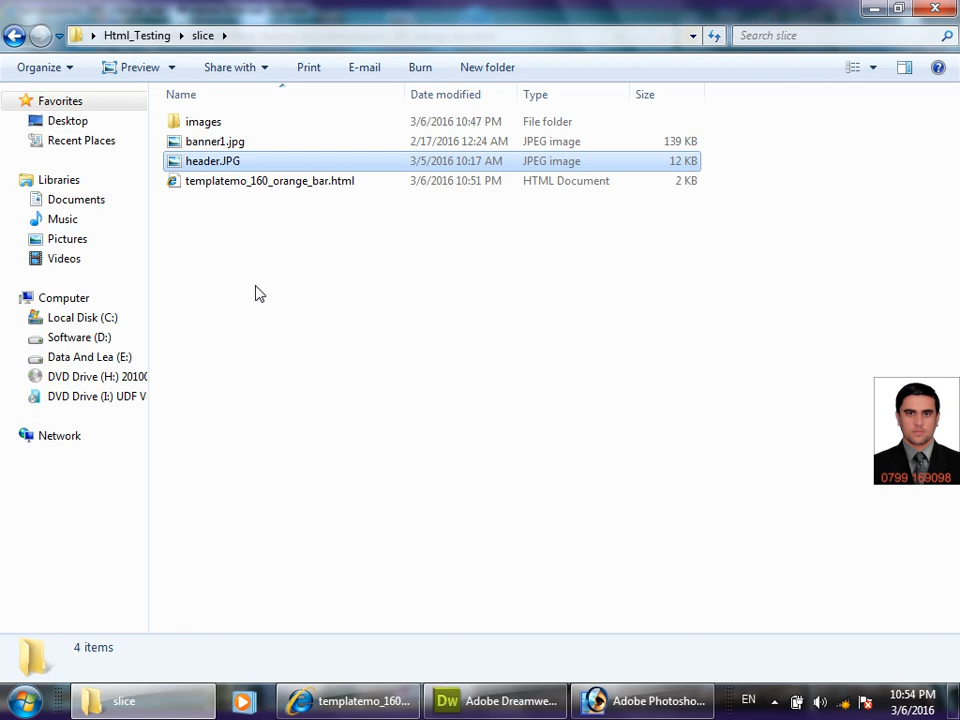 Html_Testing
slice
Search slice
Organize
Preview
Share with
Print
E-mail
Burn
New folder
Name
Date modified
Type
Size
Favorites
Desktop
Recent Places
Libraries
Documents
Music
Pictures
Videos
Computer
Local Disk (C:)
Software (D:)
Data And Lea (E:)
DVD Drive (H:) 2010
DVD Drive (I:) UDF V
Network
images 3/6/2016 10:47 PM File folder
banner1.jpg 2/17/2016 12:24 AM JPEG image 139 KB
header.JPG 3/5/2016 10:17 AM JPEG image 12 KB
templatemo_160_orange_bar.html 3/6/2016 10:51 PM HTML Document 2 KB
0799 169098
4 items
slice
templatemo_160...
Dw Adobe Dreamwe...
Adobe Photosho...
EN
10:54 PM
3/6/2016